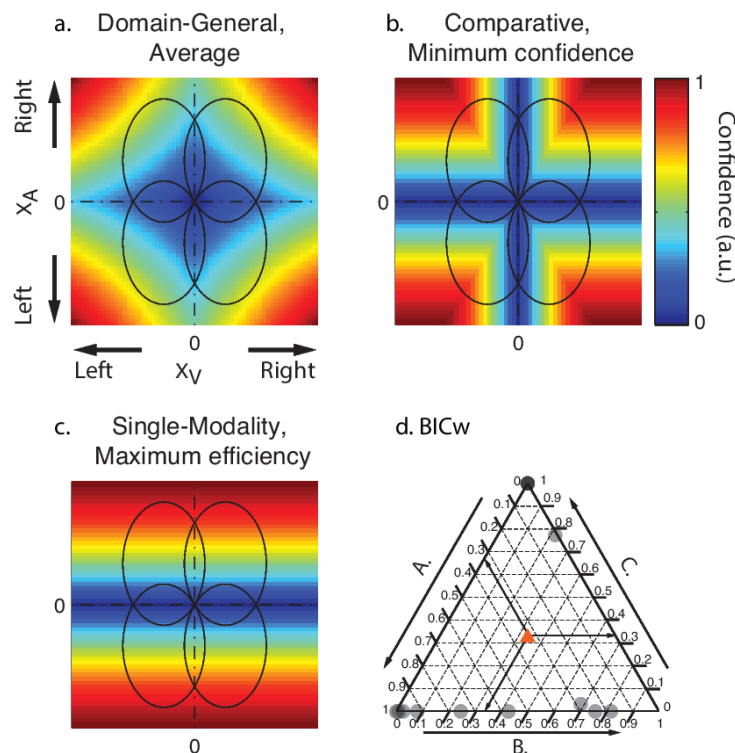 a. Domain-General,
Average
b. Comparative,
Minimum confidence
Right
X_A
0
Left
0
Left
X_V
Right
0
0
1
Confidence (a.u.)
0
c. Single-Modality,
Maximum efficiency
0
0
d. BICw
A.
C.
B.
0 1
0.1 0.9
0.2 0.8
0.3 0.7
0.4 0.6
0.5 0.5
0.6 0.4
0.7 0.3
0.8 0.2
0.9 0.1
1 0
0 0.1 0.2 0.3 0.4 0.5 0.6 0.7 0.8 0.9 1